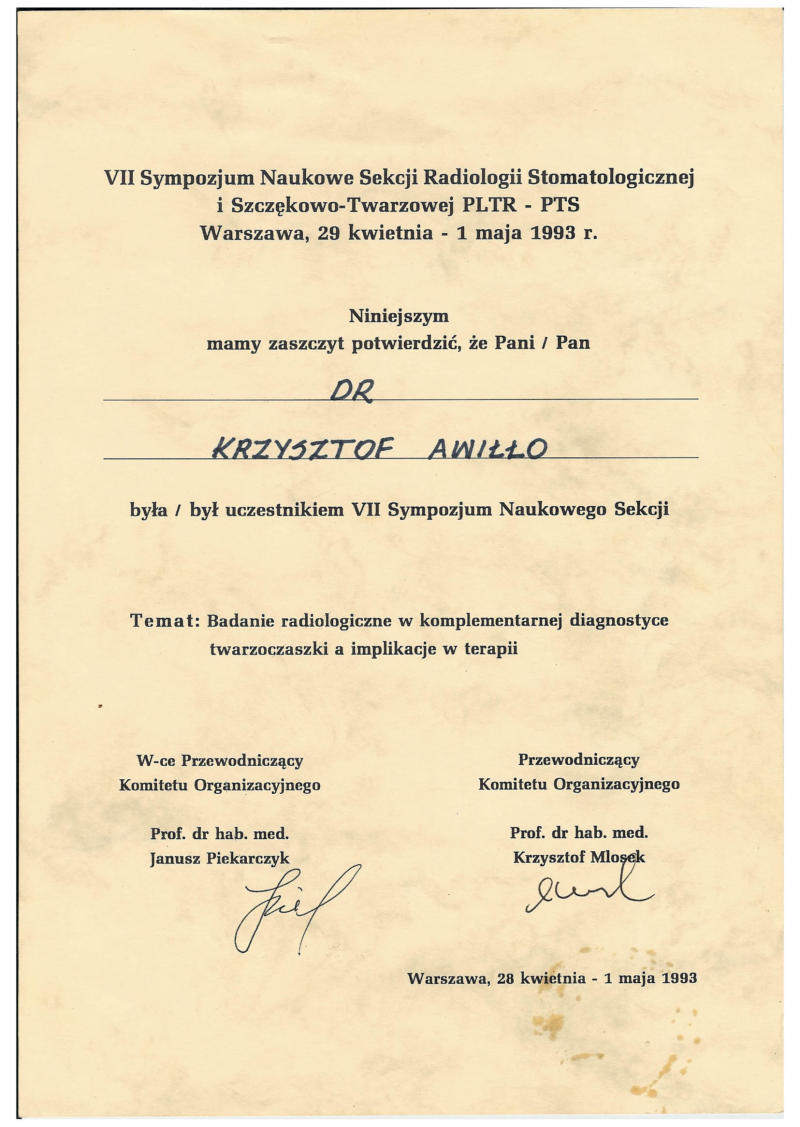 VII Sympozjum Naukowe Sekcji Radiologii Stomatologicznej
i Szczękowo-Twarzowej PLTR - PTS
Warszawa, 29 kwietnia - 1 maja 1993 r.
Niniejszym
mamy zaszczyt potwierdzić, że Pani / Pan
DR
KRZYSZTOF AWIŁŁO
była / był uczestnikiem VII Sympozjum Naukowego Sekcji
Temat: Badanie radiologiczne w komplementarnej diagnostyce
twarzoczaszki a implikacje w terapii
W-ce Przewodniczący
Komitetu Organizacyjnego
Prof. dr hab. med.
Janusz Piekarczyk
Przewodniczący
Komitetu Organizacyjnego
Prof. dr hab. med.
Krzysztof Mlosek
Warszawa, 28 kwietnia - 1 maja 1993